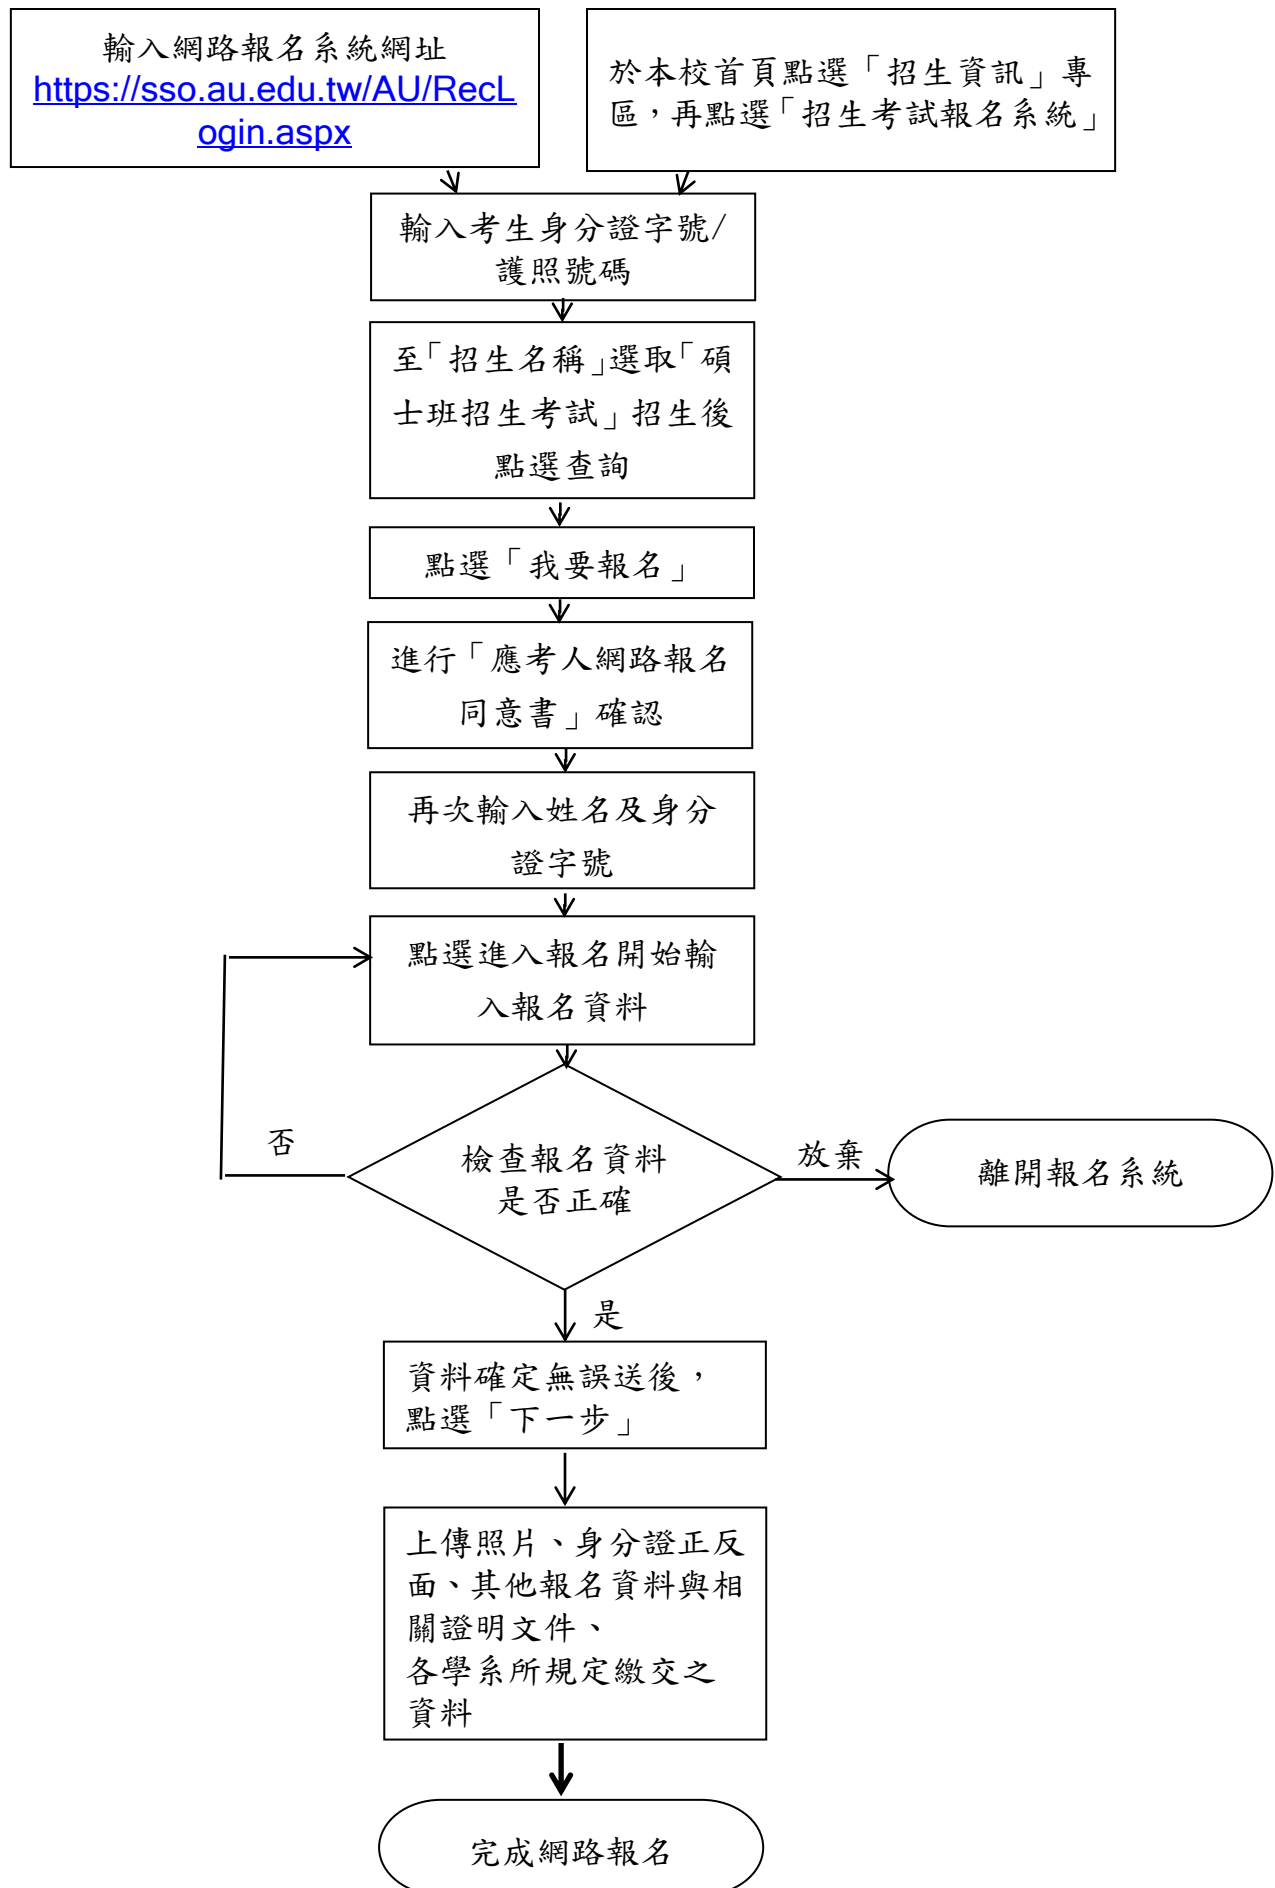 輸入網路報名系統網址
https://sso.au.edu.tw/AU/RecL
ogin.aspx
於本校首頁點選「招生資訊」專
區,再點選「招生考試報名系統」
輸入考生身分證字號/
護照號碼
至「招生名稱」選取「碩
士班招生考試」招生後
點選查詢
點選「我要報名」
進行「應考人網路報名
同意書」確認
再次輸入姓名及身分
證字號
點選進入報名開始輸
入報名資料
否
檢查報名資料
是否正確
放棄
離開報名系統
是
資料確定無誤送後,
點選「下一步」
上傳照片、身分證正反
面、其他報名資料與相
關證明文件、
各學系所規定繳交之
資料
完成網路報名